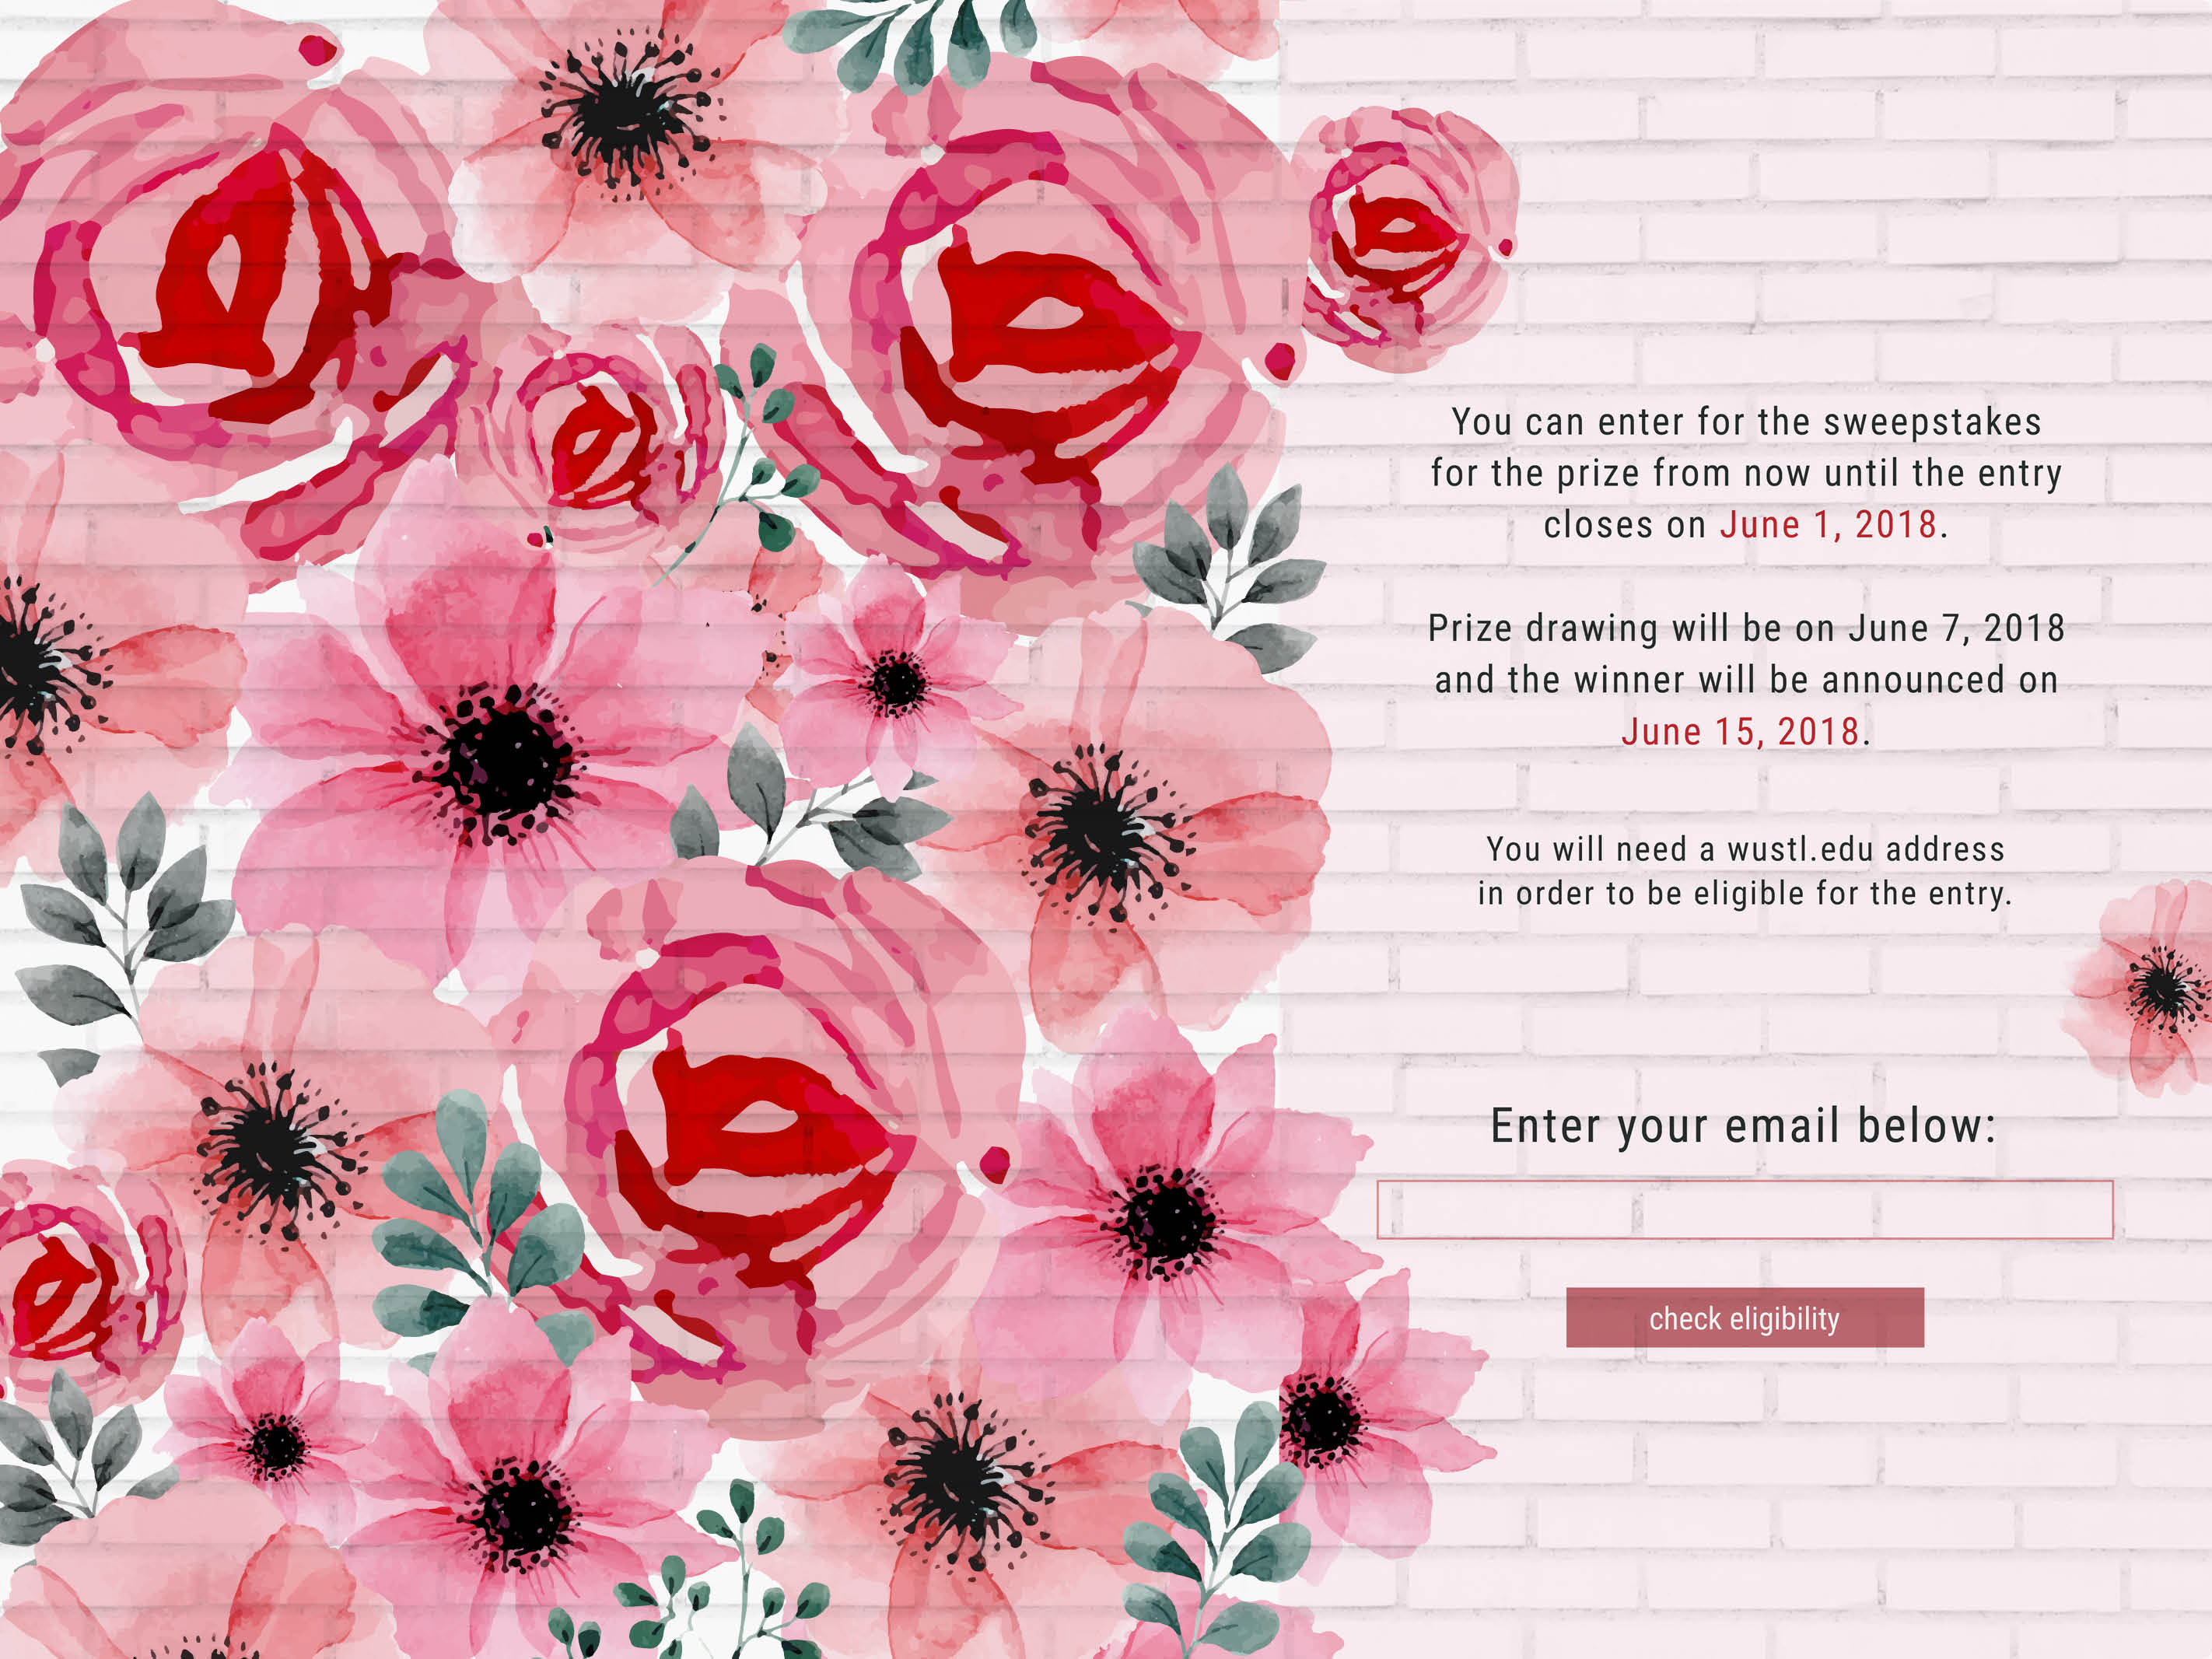 You can enter for the sweepstakes
for the prize from now until the entry
closes on June 1, 2018.
Prize drawing will be on June 7, 2018
and the winner will be announced on
June 15, 2018.
You will need a wustl.edu address
in order to be eligible for the entry.
Enter your email below:
check eligibility